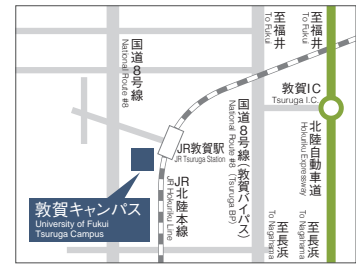 国道8号線
National Route #8
至福井
To Fukui
至福井
To Fukui
敦賀IC
Tsuruga I.C.
JR敦賀駅
JR Tsuruga Station
国道8号線(敦賀バイパス)
National Route #8 (Tsuruga BP)
北陸自動車道
Hokuriku Expressway
JR北陸本線
JR Hokuriku Line
敦賀キャンパス
University of Fukui
Tsuruga Campus
至長浜
To Nagahama
至長浜
To Nagahama